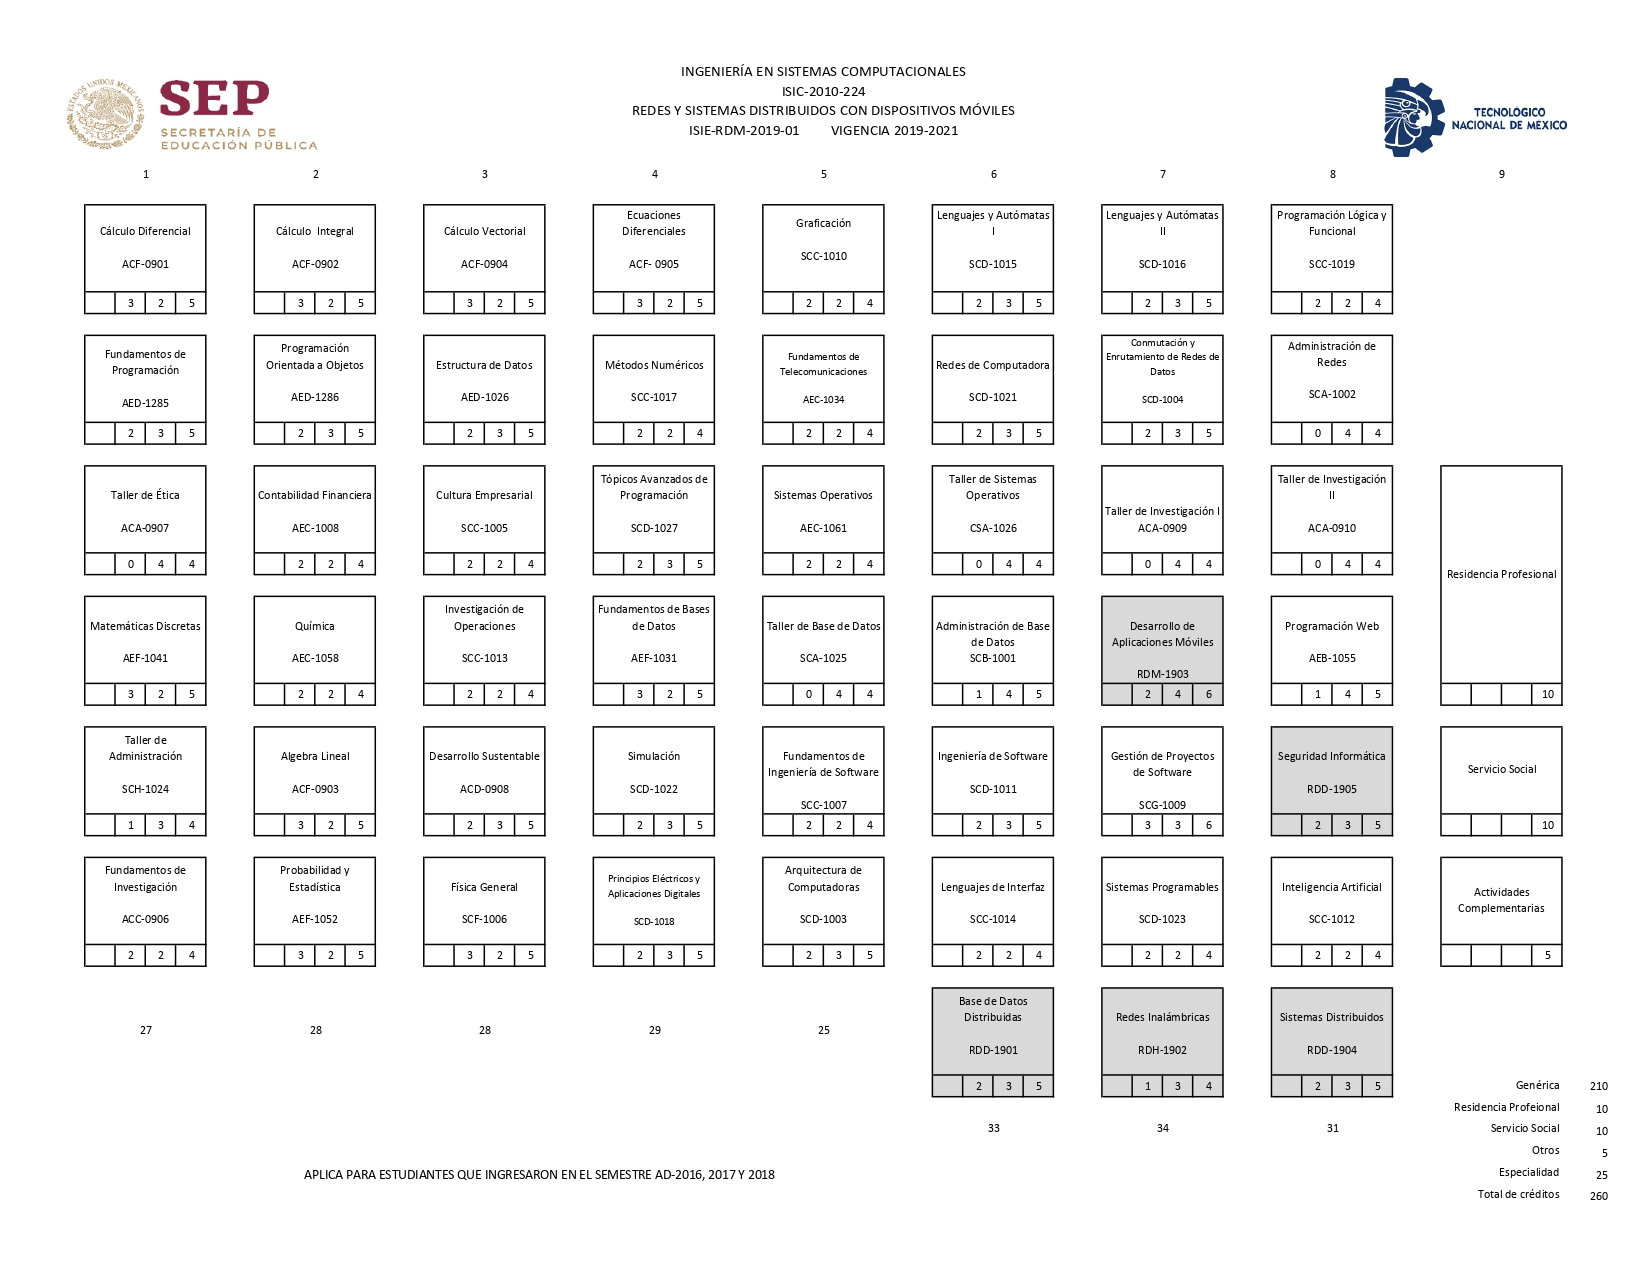 INGENIERÍA EN SISTEMAS COMPUTACIONALES
ISIC-2010-224
REDES Y SISTEMAS DISTRIBUIDOS CON DISPOSITIVOS MÓVILES
ISIE-RDM-2019-01 VIGENCIA 2019-2021
ESTADOS UNIDOS MEXICANOS
SEP
SECRETARÍA DE
EDUCACIÓN PÚBLICA
TECNOLÓGICO
NACIONAL DE MÉXICO
1 2 3 4 5 6 7 8 9
Cálculo Diferencial
ACF-0901
3 2 5
Cálculo Integral
ACF-0902
3 2 5
Cálculo Vectorial
ACF-0904
3 2 5
Ecuaciones
Diferenciales
ACF- 0905
3 2 5
Graficación
SCC-1010
2 2 4
Lenguajes y Autómatas
I
SCD-1015
2 3 5
Lenguajes y Autómatas
II
SCD-1016
2 3 5
Programación Lógica y
Funcional
SCC-1019
2 2 4
Fundamentos de
Programación
AED-1285
2 3 5
Programación
Orientada a Objetos
AED-1286
2 3 5
Estructura de Datos
AED-1026
2 3 5
Métodos Numéricos
SCC-1017
2 2 4
Fundamentos de
Telecomunicaciones
AEC-1034
2 2 4
Redes de Computadora
SCD-1021
2 3 5
Conmutación y
Enrutamiento de Redes de
Datos
SCD-1004
2 3 5
Administración de
Redes
SCA-1002
0 4 4
Taller de Ética
ACA-0907
0 4 4
Contabilidad Financiera
AEC-1008
2 2 4
Cultura Empresarial
SCC-1005
2 2 4
Tópicos Avanzados de
Programación
SCD-1027
2 3 5
Sistemas Operativos
AEC-1061
2 2 4
Taller de Sistemas
Operativos
CSA-1026
0 4 4
Taller de Investigación I
ACA-0909
0 4 4
Taller de Investigación
II
ACA-0910
0 4 4
Residencia Profesional
10
Matemáticas Discretas
AEF-1041
3 2 5
Química
AEC-1058
2 2 4
Investigación de
Operaciones
SCC-1013
2 2 4
Fundamentos de Bases
de Datos
AEF-1031
3 2 5
Taller de Base de Datos
SCA-1025
0 4 4
Administración de Base
de Datos
SCB-1001
1 4 5
Desarrollo de
Aplicaciones Móviles
RDM-1903
2 4 6
Programación Web
AEB-1055
1 4 5
Taller de
Administración
SCH-1024
1 3 4
Algebra Lineal
ACF-0903
3 2 5
Desarrollo Sustentable
ACD-0908
2 3 5
Simulación
SCD-1022
2 3 5
Fundamentos de
Ingeniería de Software
SCC-1007
2 2 4
Ingeniería de Software
SCD-1011
2 3 5
Gestión de Proyectos
de Software
SCG-1009
3 3 6
Seguridad Informática
RDD-1905
2 3 5
Servicio Social
10
Fundamentos de
Investigación
ACC-0906
2 2 4
Probabilidad y
Estadística
AEF-1052
3 2 5
Física General
SCF-1006
3 2 5
Principios Eléctricos y
Aplicaciones Digitales
SCD-1018
2 3 5
Arquitectura de
Computadoras
SCD-1003
2 3 5
Lenguajes de Interfaz
SCC-1014
2 2 4
Sistemas Programables
SCD-1023
2 2 4
Inteligencia Artificial
SCC-1012
2 2 4
Actividades
Complementarias
5
27 28 28 29 25
Base de Datos
Distribuidas
RDD-1901
2 3 5
Redes Inalámbricas
RDH-1902
1 3 4
Sistemas Distribuidos
RDD-1904
2 3 5
33 34 31
Genérica 210
Residencia Profeional 10
Servicio Social 10
Otros 5
Especialidad 25
Total de créditos 260
APLICA PARA ESTUDIANTES QUE INGRESARON EN EL SEMESTRE AD-2016, 2017 Y 2018